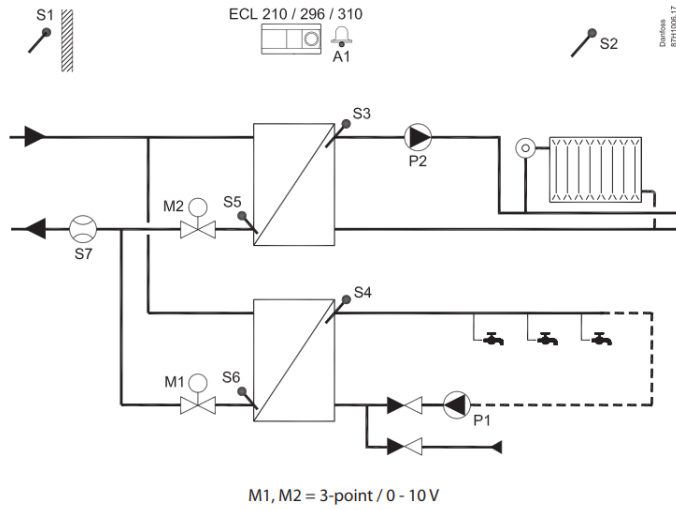 S1
ECL 210 / 296 / 310
A1
S2
Danfoss
87H1006.17
S3
P2
M2
S5
S7
S4
M1
S6
P1
M1, M2 = 3-point / 0 - 10 V